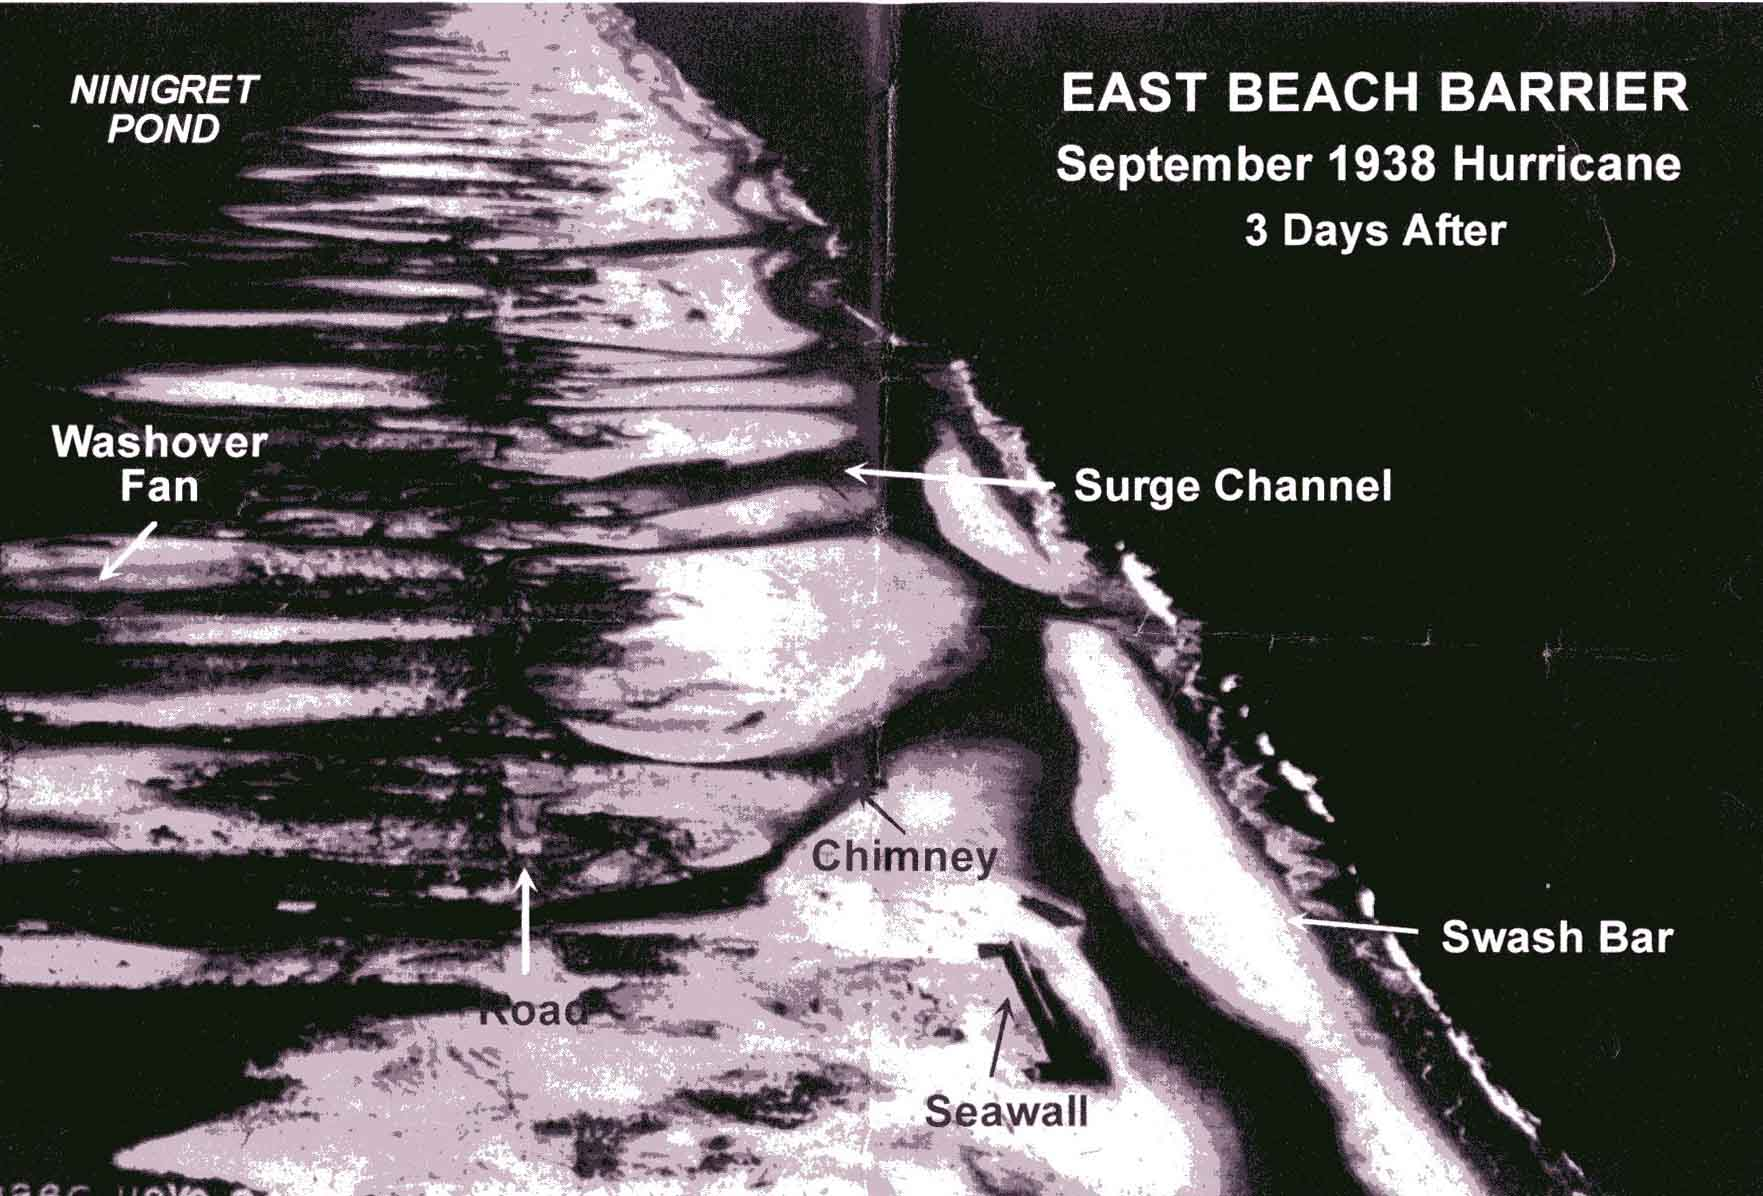 NINIGRET
POND
EAST BEACH BARRIER
September 1938 Hurricane
3 Days After
Washover
Fan
Surge Channel
Chimney
Swash Bar
Road
Seawall